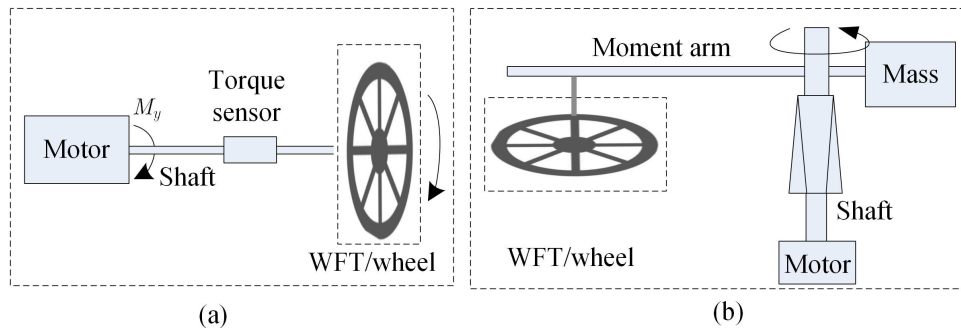 Torque
sensor
$M_y$
Motor
Shaft
WFT/wheel
(a)
Moment arm
Mass
Shaft
WFT/wheel
Motor
(b)